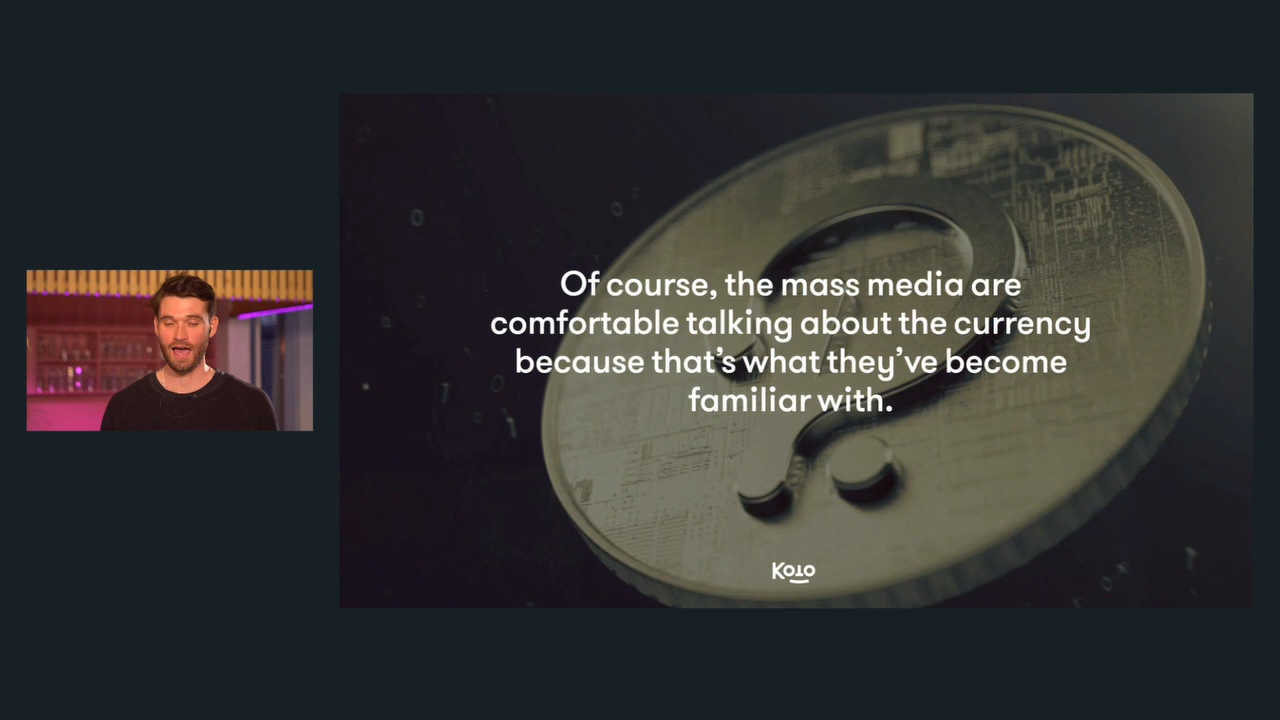 Of course, the mass media are
comfortable talking about the currency
because that's what they've become
familiar with.
Koto